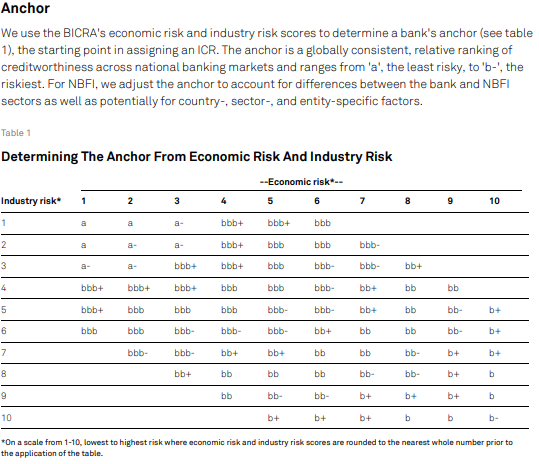 Anchor
We use the BICRA's economic risk and industry risk scores to determine a bank's anchor (see table
1), the starting point in assigning an ICR. The anchor is a globally consistent, relative ranking of
creditworthiness across national banking markets and ranges from 'a', the least risky, to 'b-', the
riskiest. For NBFI, we adjust the anchor to account for differences between the bank and NBFI
sectors as well as potentially for country-, sector-, and entity-specific factors.
Table 1
Determining The Anchor From Economic Risk And Industry Risk
--Economic risk*--
Industry risk* 1 2 3 4 5 6 7 8 9 10
1 a a a- bbb+ bbb+ bbb
2 a a- a- bbb+ bbb bbb bbb-
3 a- a- bbb+ bbb+ bbb bbb- bbb- bb+
4 bbb+ bbb+ bbb+ bbb bbb bbb- bb+ bb bb
5 bbb+ bbb bbb bbb bbb- bbb- bb+ bb bb- b+
6 bbb bbb bbb- bbb- bbb- bb+ bb bb bb- b+
7 bbb- bbb- bb+ bb+ bb bb bb- b+ b+
8 bb+ bb bb bb bb- bb- b+ b
9 bb bb- bb- b+ b+ b+ b
10 b+ b+ b+ b b b-
*On a scale from 1-10, lowest to highest risk where economic risk and industry risk scores are rounded to the nearest whole number prior to
the application of the table.